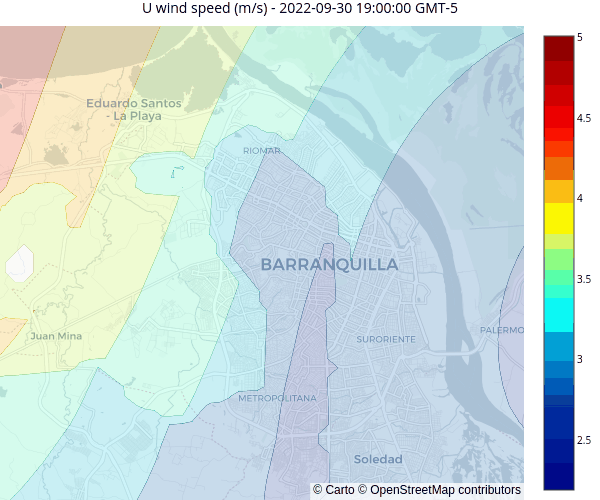 U wind speed (m/s) - 2022-09-30 19:00:00 GMT-5
5
Eduardo Santos
- La Playa
4.5
RIOMAR
4
BARRANQUILLA
3.5
Juan Mina
SURORIENTE
PALERMO
3
METROPOLITANA
2.5
Soledad
© Carto © OpenStreetMap contributors